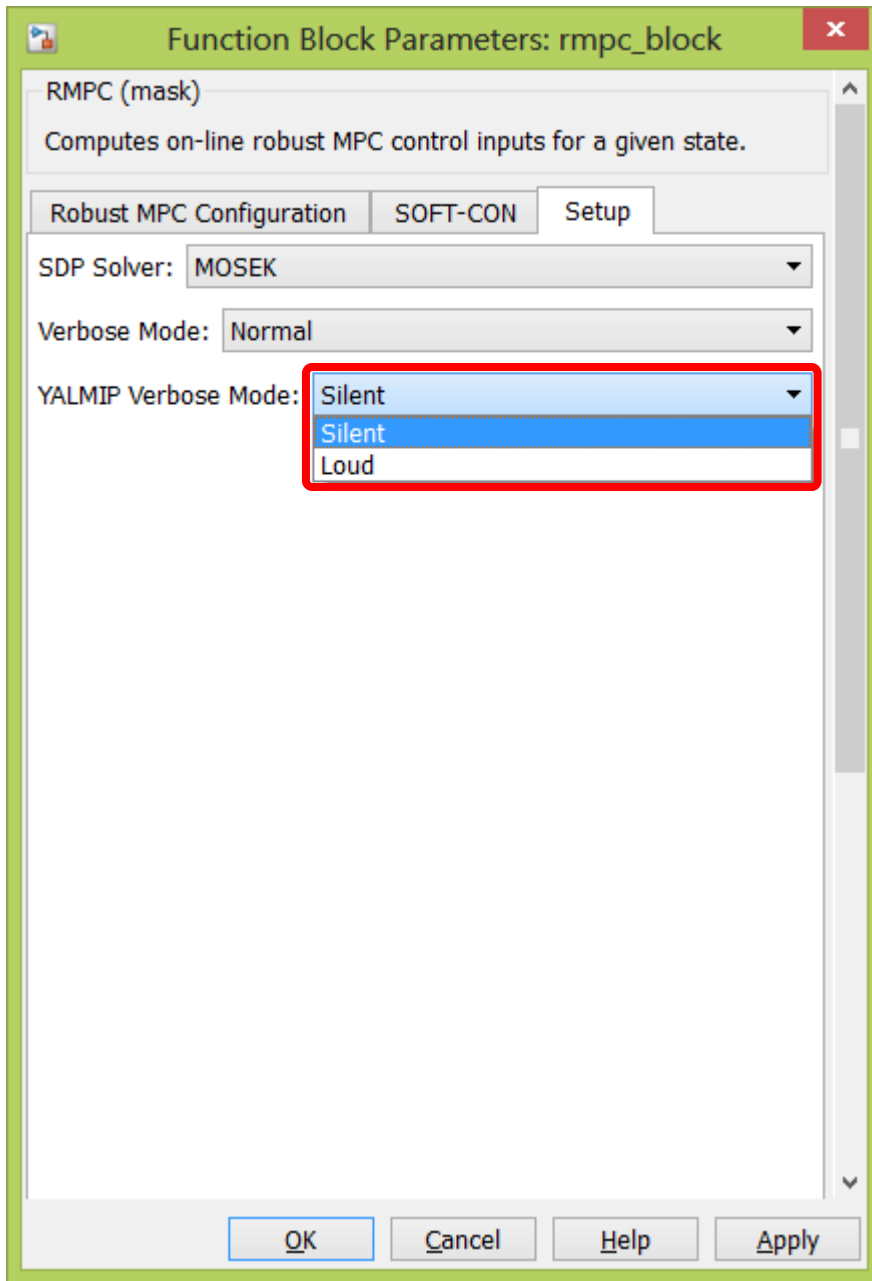 Function Block Parameters: rmpc_block
RMPC (mask)
Computes on-line robust MPC control inputs for a given state.
Robust MPC Configuration SOFT-CON Setup
SDP Solver: MOSEK
Verbose Mode: Normal
YALMIP Verbose Mode: Silent
Silent
Loud
OK Cancel Help Apply